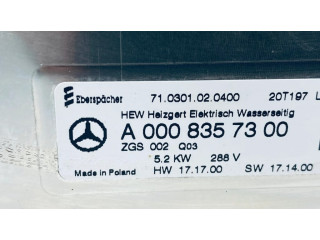 Eberspächer 71.0301.02.0400 20T197 L
HEW Heizgert Elektrisch Wasserseitig
A 000 835 73 00
ZGS 002 Q03
5.2 KW 288 V
Made in Poland HW 17.17.00 SW 17.14.00